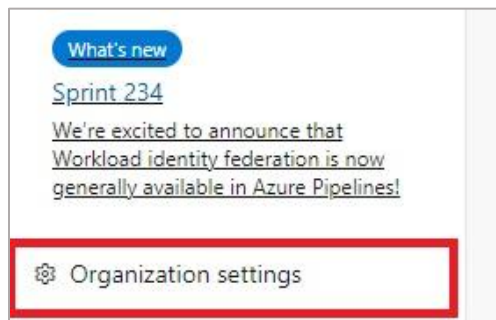 What's new
Sprint 234
We're excited to announce that
Workload identity federation is now
generally available in Azure Pipelines!
Organization settings